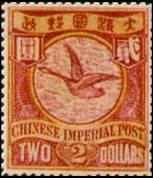 大清國郵政
貳圓
CHINESE IMPERIAL POST
TWO 2 DOLLARS